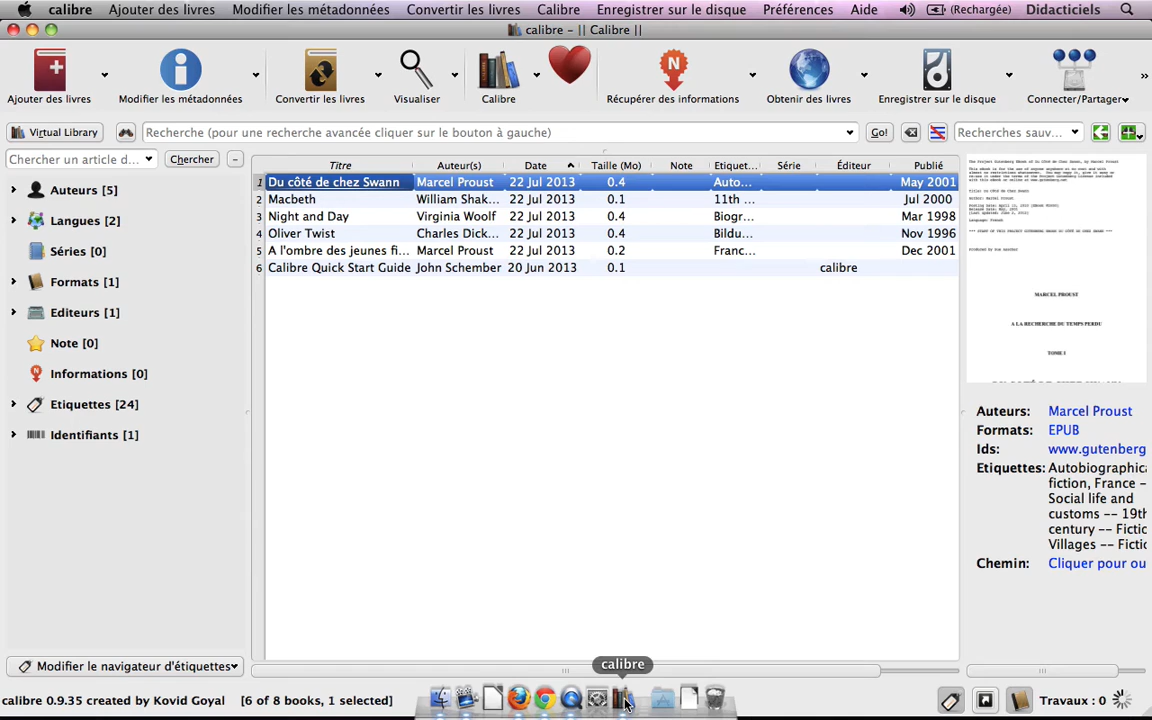 calibre Ajouter des livres Modifier les métadonnées Convertir les livres Calibre Enregistrer sur le disque Préférences Aide (Rechargée) Didacticiels
calibre - || Calibre ||
Ajouter des livres Modifier les métadonnées Convertir les livres Visualiser Calibre Récupérer des informations Obtenir des livres Enregistrer sur le disque Connecter/Partager
Virtual Library Recherche (pour une recherche avancée cliquer sur le bouton à gauche) Go! Recherches sauv...
Chercher un article d... Chercher -
Titre Auteur(s) Date Taille (Mo) Note Etiquet... Série Éditeur Publié
1 Du côté de chez Swann Marcel Proust 22 Jul 2013 0.4 Auto... May 2001
2 Macbeth William Shak... 22 Jul 2013 0.1 11th ... Jul 2000
3 Night and Day Virginia Woolf 22 Jul 2013 0.4 Biogr... Mar 1998
4 Oliver Twist Charles Dick... 22 Jul 2013 0.4 Bildu... Nov 1996
5 A l'ombre des jeunes fi... Marcel Proust 22 Jul 2013 0.2 Franc... Dec 2001
6 Calibre Quick Start Guide John Schember 20 Jun 2013 0.1 calibre
Auteurs [5]
Langues [2]
Séries [0]
Formats [1]
Editeurs [1]
Note [0]
Informations [0]
Etiquettes [24]
Identifiants [1]
MARCEL PROUST
A LA RECHERCHE DU TEMPS PERDU
TOME I
Auteurs: Marcel Proust
Formats: EPUB
Ids: www.gutenberg
Etiquettes: Autobiographica
fiction, France -
Social life and
customs -- 19th
century -- Fictio
Villages -- Fictio
Chemin: Cliquer pour ou
Modifier le navigateur d'étiquettes
calibre
calibre 0.9.35 created by Kovid Goyal [6 of 8 books, 1 selected] Travaux : 0